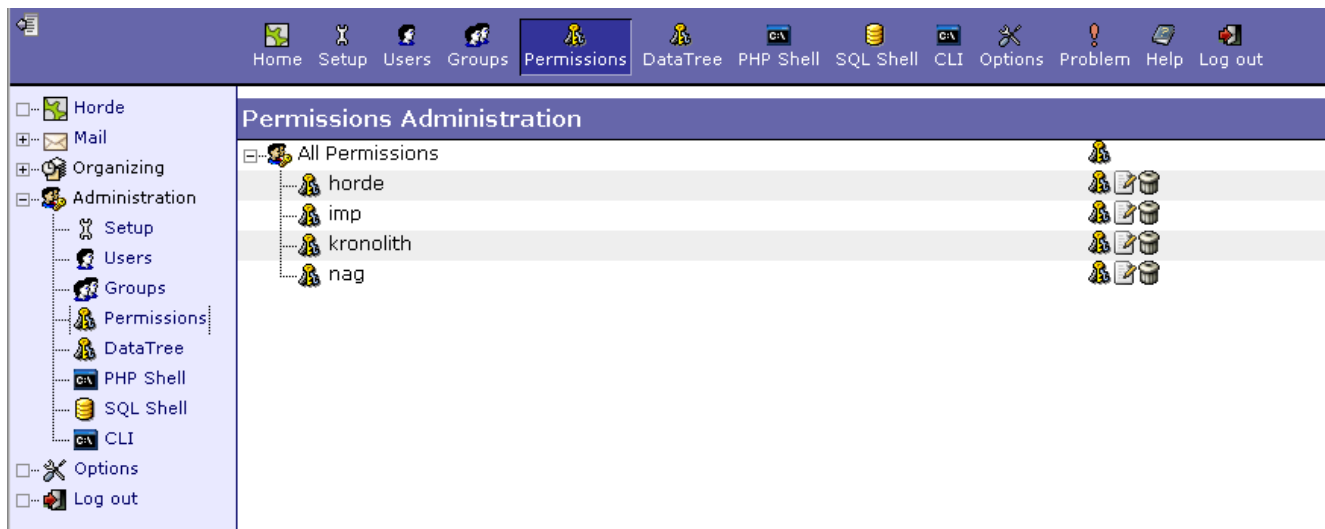 Home Setup Users Groups Permissions DataTree PHP Shell SQL Shell CLI Options Problem Help Log out
Horde
Mail
Organizing
Administration
Setup
Users
Groups
Permissions
DataTree
PHP Shell
SQL Shell
CLI
Options
Log out
Permissions Administration
All Permissions
horde
imp
kronolith
nag